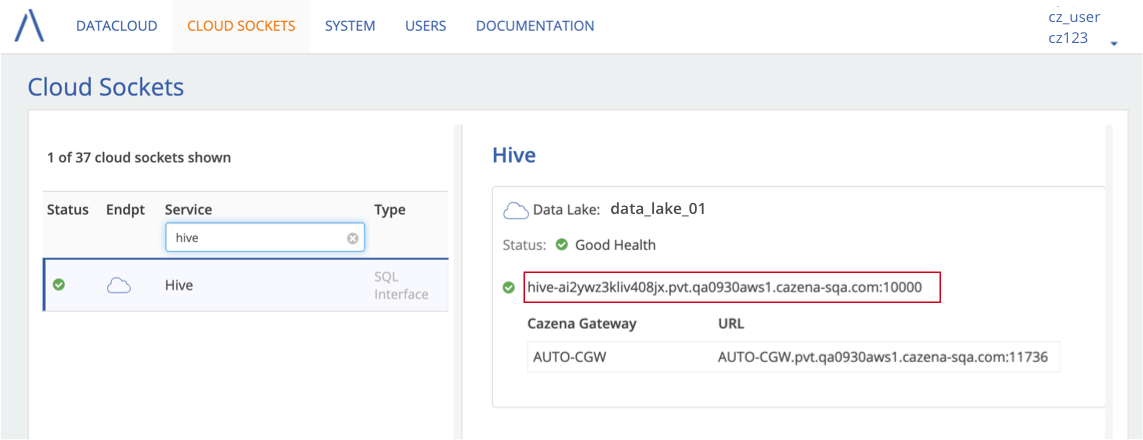 DATACLOUD CLOUD SOCKETS SYSTEM USERS DOCUMENTATION
cz_user
cz123
Cloud Sockets
1 of 37 cloud sockets shown
Status Endpt Service Type
hive
Hive SQL Interface
Hive
Data Lake: data_lake_01
Status: Good Health
hive-ai2ywz3kliv408jx.pvt.qa0930aws1.cazena-sqa.com:10000
Cazena Gateway URL
AUTO-CGW AUTO-CGW.pvt.qa0930aws1.cazena-sqa.com:11736